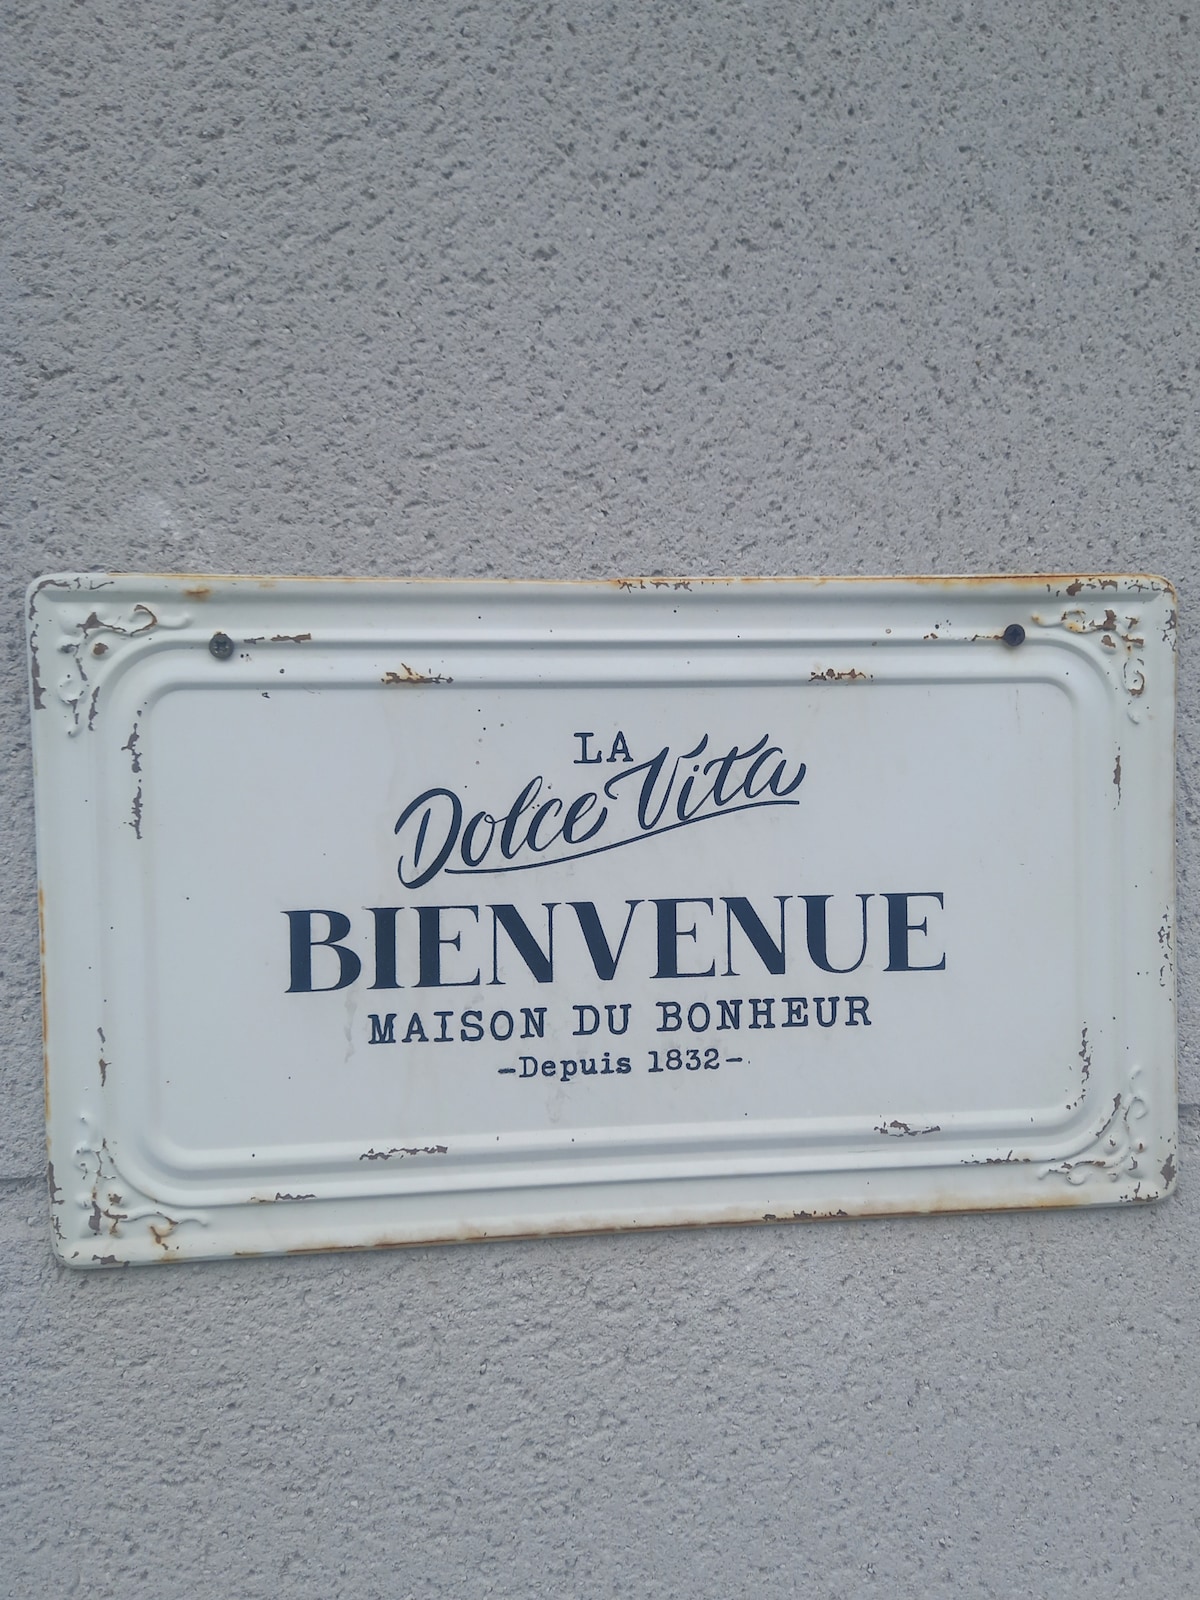 LA
Dolce Vita
BIENVENUE
MAISON DU BONHEUR
-Depuis 1832-